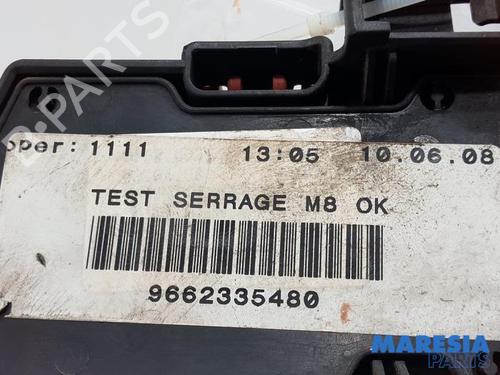 oper: 1111 13:05 10.06.08
TEST SERRAGE M8 OK
9662335480
B-PARTS
MARESIA
PARTS